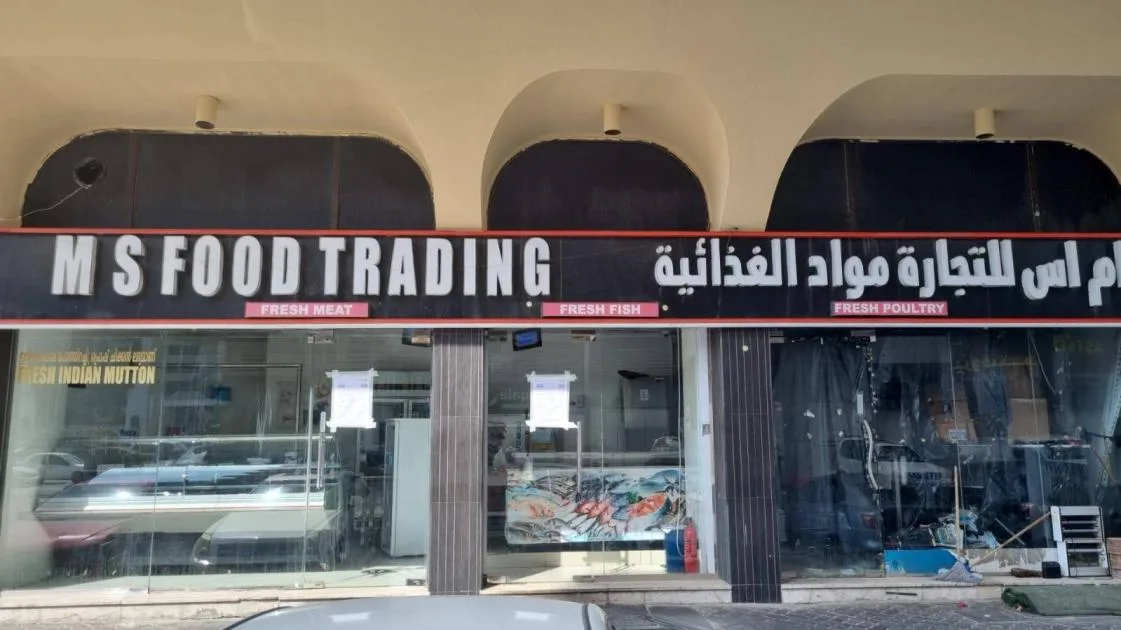 M S FOOD TRADING
ام اس للتجارة مواد الغذائية
FRESH MEAT
FRESH FISH
FRESH POULTRY
FRESH INDIAN MUTTON